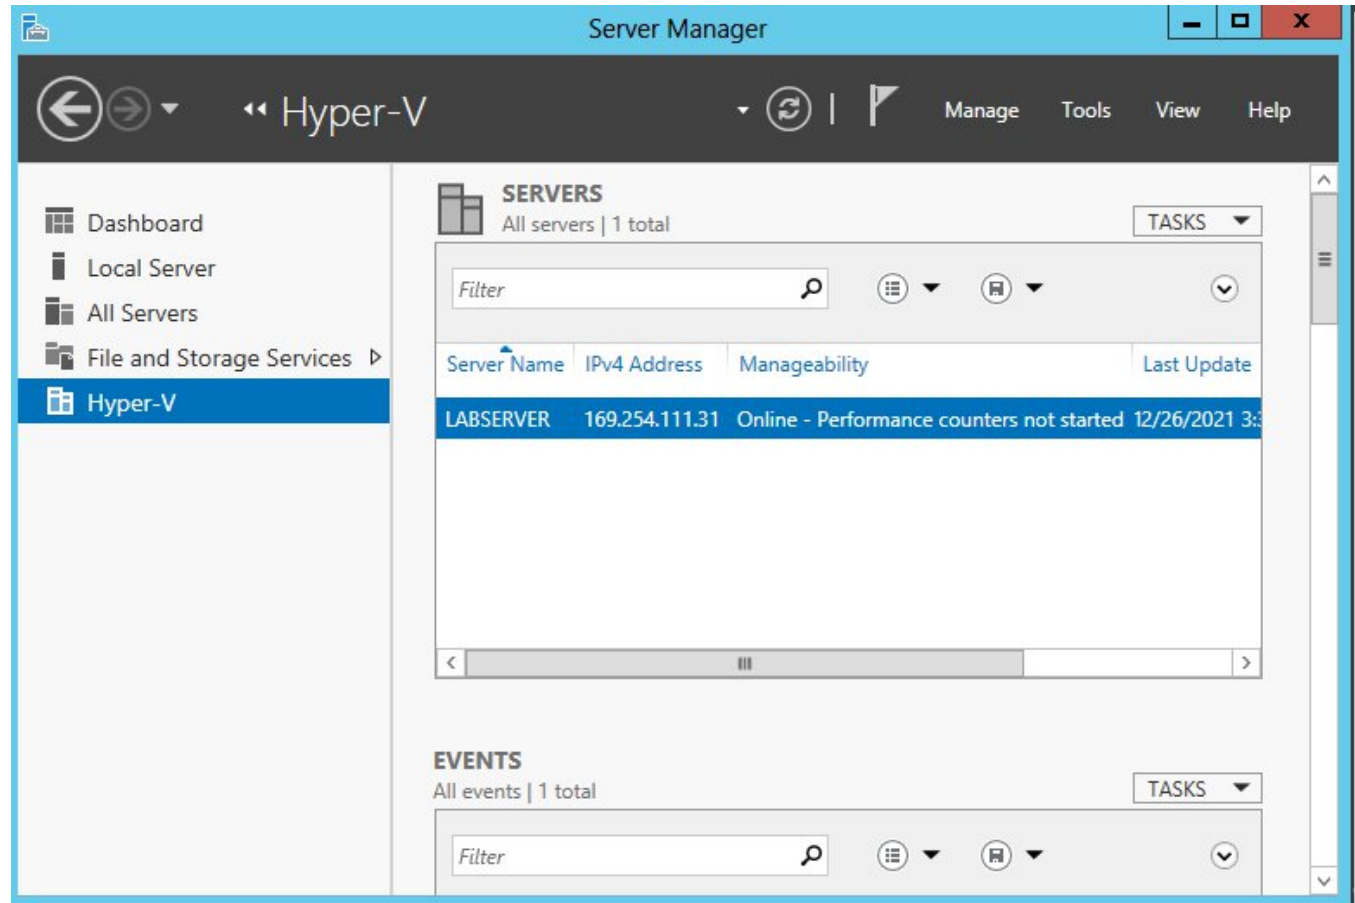 Server Manager
Hyper-V
Manage Tools View Help
Dashboard
Local Server
All Servers
File and Storage Services
Hyper-V
SERVERS
All servers | 1 total
TASKS
Filter
Server Name IPv4 Address Manageability Last Update
LABSERVER 169.254.111.31 Online - Performance counters not started 12/26/2021 3:3
EVENTS
All events | 1 total
TASKS
Filter